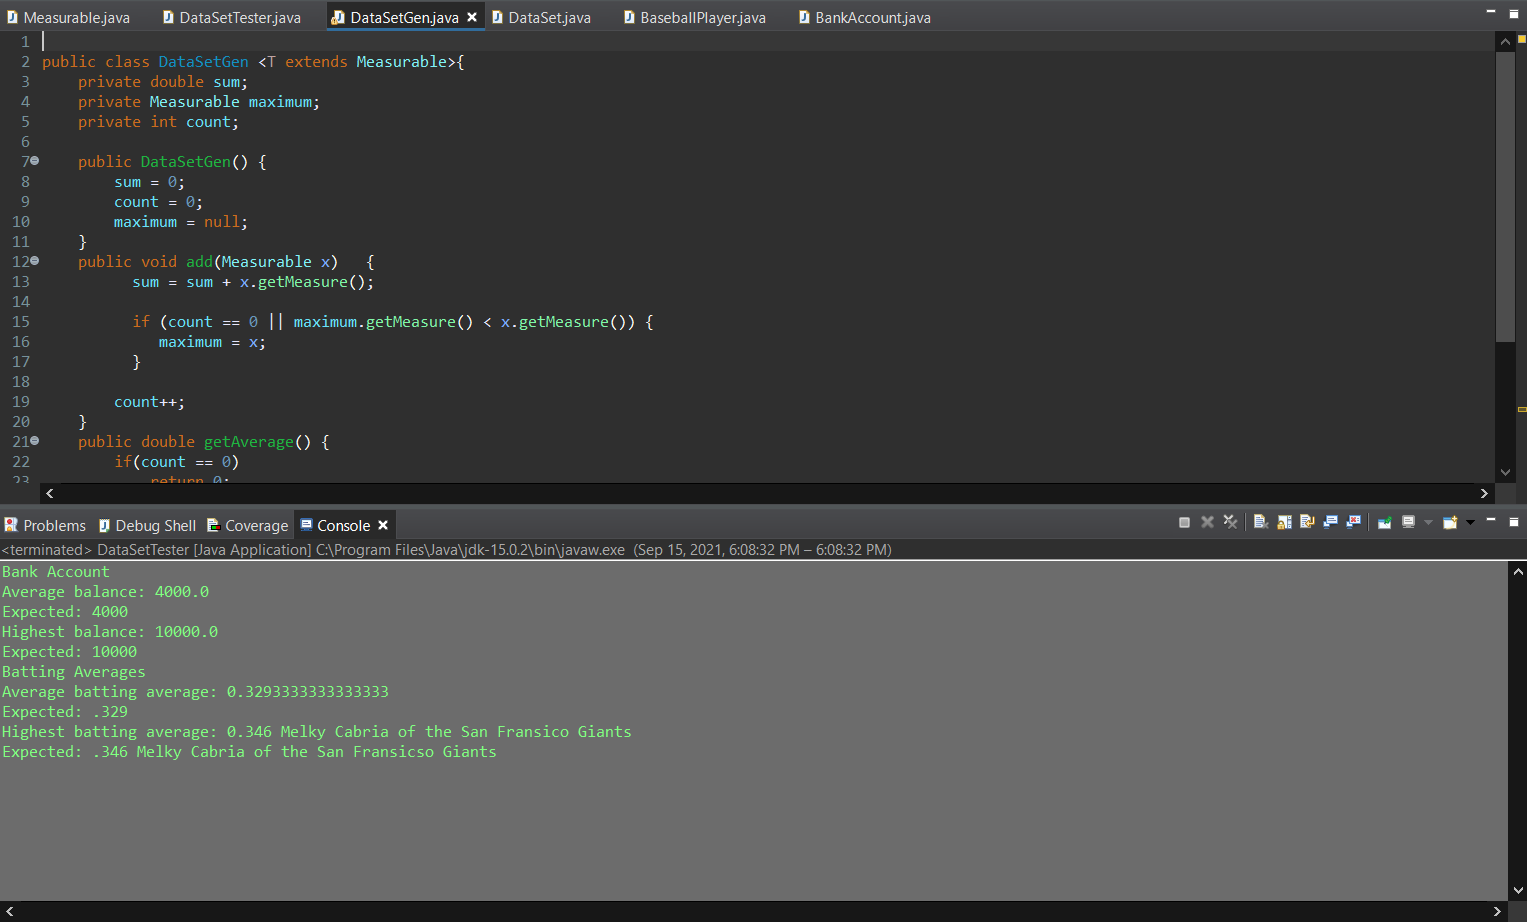 Measurable.java DataSetTester.java DataSetGen.java DataSet.java BaseballPlayer.java BankAccount.java
1
2 public class DataSetGen <T extends Measurable>{
3 private double sum;
4 private Measurable maximum;
5 private int count;
6
7 public DataSetGen() {
8 sum = 0;
9 count = 0;
10 maximum = null;
11 }
12 public void add(Measurable x) {
13 sum = sum + x.getMeasure();
14
15 if (count == 0 || maximum.getMeasure() < x.getMeasure()) {
16 maximum = x;
17 }
18
19 count++;
20 }
21 public double getAverage() {
22 if(count == 0)
23 return 0;
Problems Debug Shell Coverage Console
<terminated> DataSetTester [Java Application] C:\Program Files\Java\jdk-15.0.2\bin\javaw.exe (Sep 15, 2021, 6:08:32 PM – 6:08:32 PM)
Bank Account
Average balance: 4000.0
Expected: 4000
Highest balance: 10000.0
Expected: 10000
Batting Averages
Average batting average: 0.3293333333333333
Expected: .329
Highest batting average: 0.346 Melky Cabria of the San Fransico Giants
Expected: .346 Melky Cabria of the San Fransicso Giants